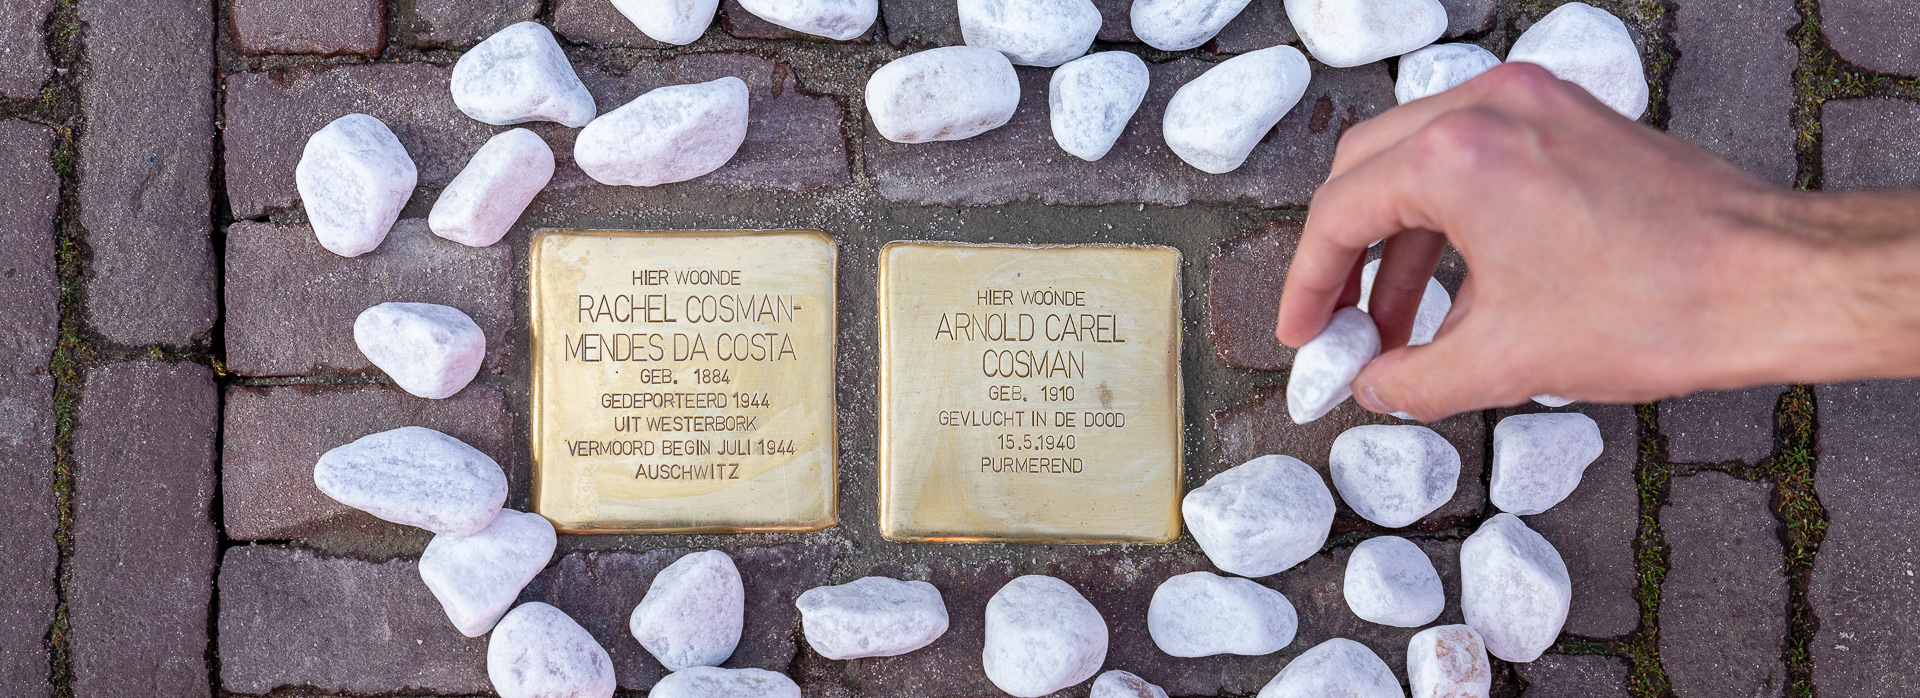 HIER WOONDE
RACHEL COSMAN-
MENDES DA COSTA
GEB. 1884
GEDEPORTEERD 1944
UIT WESTERBORK
VERMOORD BEGIN JULI 1944
AUSCHWITZ
HIER WOONDE
ARNOLD CAREL
COSMAN
GEB. 1910
GEVLUCHT IN DE DOOD
15.5.1940
PURMEREND